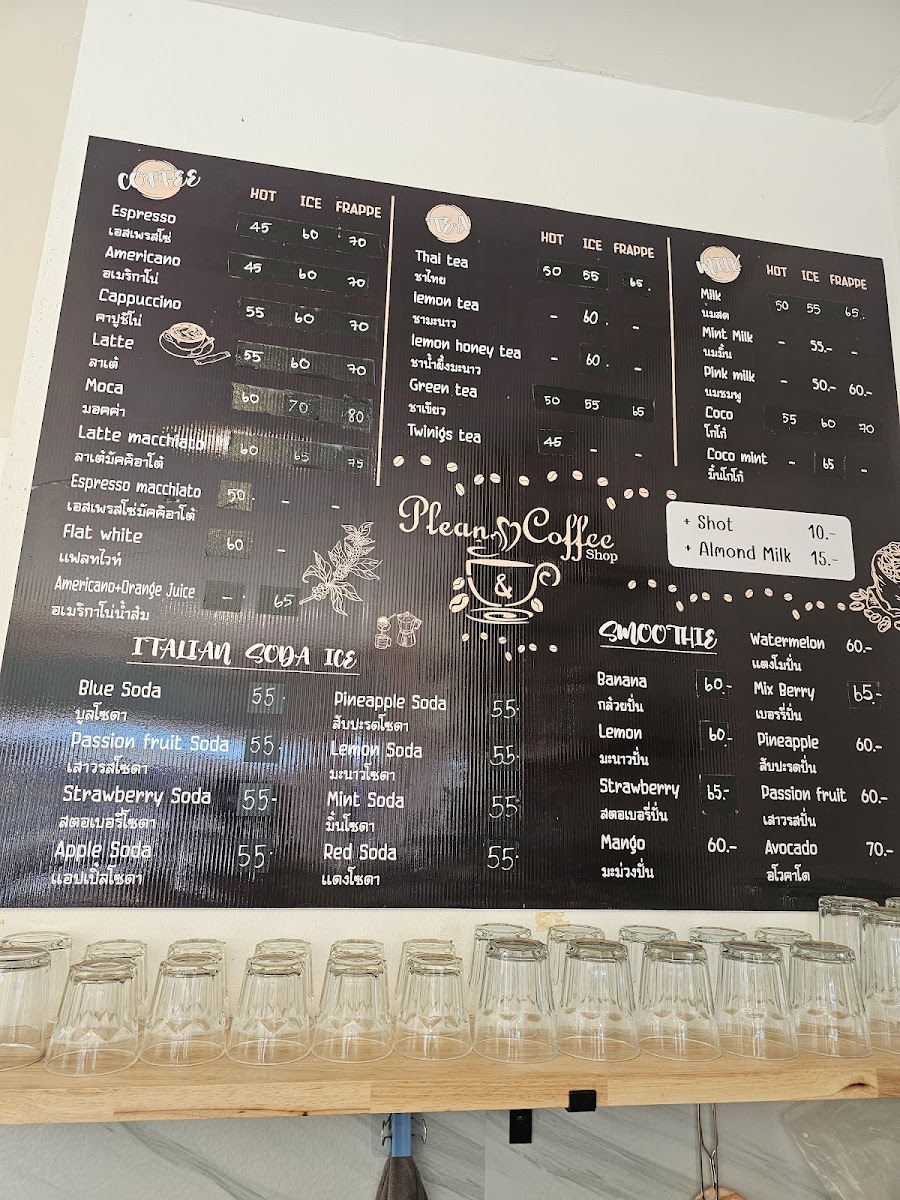 COFFEE HOT ICE FRAPPE
Espresso 45 60 70
เอสเพรสโซ่
Americano 45 60 70
อเมริกาโน่
Cappuccino 55 60 70
คาปูชิโน่
Latte 55 60 70
ลาเต้
Moca 60 70 80
มอคค่า
Latte macchiato 60 65 75
ลาเต้มัคคิอาโต้
Espresso macchiato 50.- - -
เอสเพรสโซ่มัคคิอาโต้
Flat white 60 -
แฟลทไวท์
Americano+Orange Juice - 65
อเมริกาโน่น้ำส้ม
TEA HOT ICE FRAPPE
Thai tea 50 55 65.
ชาไทย
lemon tea - 60. -
ชามะนาว
lemon honey tea - 60. -
ชาน้ำผึ้งมะนาว
Green tea 50 55 65
ชาเขียว
Twinigs tea 45 - -
MILK HOT ICE FRAPPE
Milk 50 55 65.
นมสด
Mint Milk - 55.- -
นมมิ้น
Pink milk - 50.- 60.-
นมชมพู
Coco 55 60 70
โกโก้
Coco mint - 65 -
มิ้นโกโก้
Plean Coffee
Shop
&
+ Shot 10.-
+ Almond Milk 15.-
ITALIAN SODA ICE
Blue Soda 55.
บูลโซดา
Passion fruit Soda 55.
เสาวรสโซดา
Strawberry Soda 55-
สตอเบอรี่โซดา
Apple Soda 55.
แอปเปิ้ลโซดา
Pineapple Soda 55.
สัปะรดโซดา
Lemon Soda 55.
มะนาวโซดา
Mint Soda 55.
มิ้นโซดา
Red Soda 55.
แดงโซดา
SMOOTHIE
Banana 60.-
กล้วยปั่น
Lemon 60.-
มะนาวปั่น
Strawberry 65.-
สตอเบอรี่ปั่น
Mango 60.-
มะม่วงปั่น
Watermelon 60.-
แตงโมปั่น
Mix Berry 65.-
เบอรรี่ปั่น
Pineapple 60.-
สัปะรดปั่น
Passion fruit 60.-
เสาวรสปั่น
Avocado 70.-
อโวคาโด